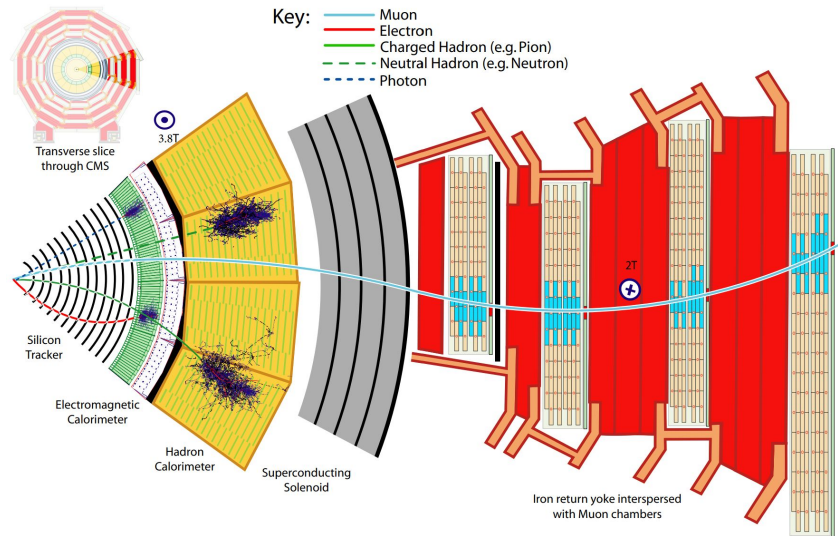 Key:
Muon
Electron
Charged Hadron (e.g. Pion)
Neutral Hadron (e.g. Neutron)
Photon
Transverse slice
through CMS
3.8T
2T
Silicon
Tracker
Electromagnetic
Calorimeter
Hadron
Calorimeter
Superconducting
Solenoid
Iron return yoke interspersed
with Muon chambers